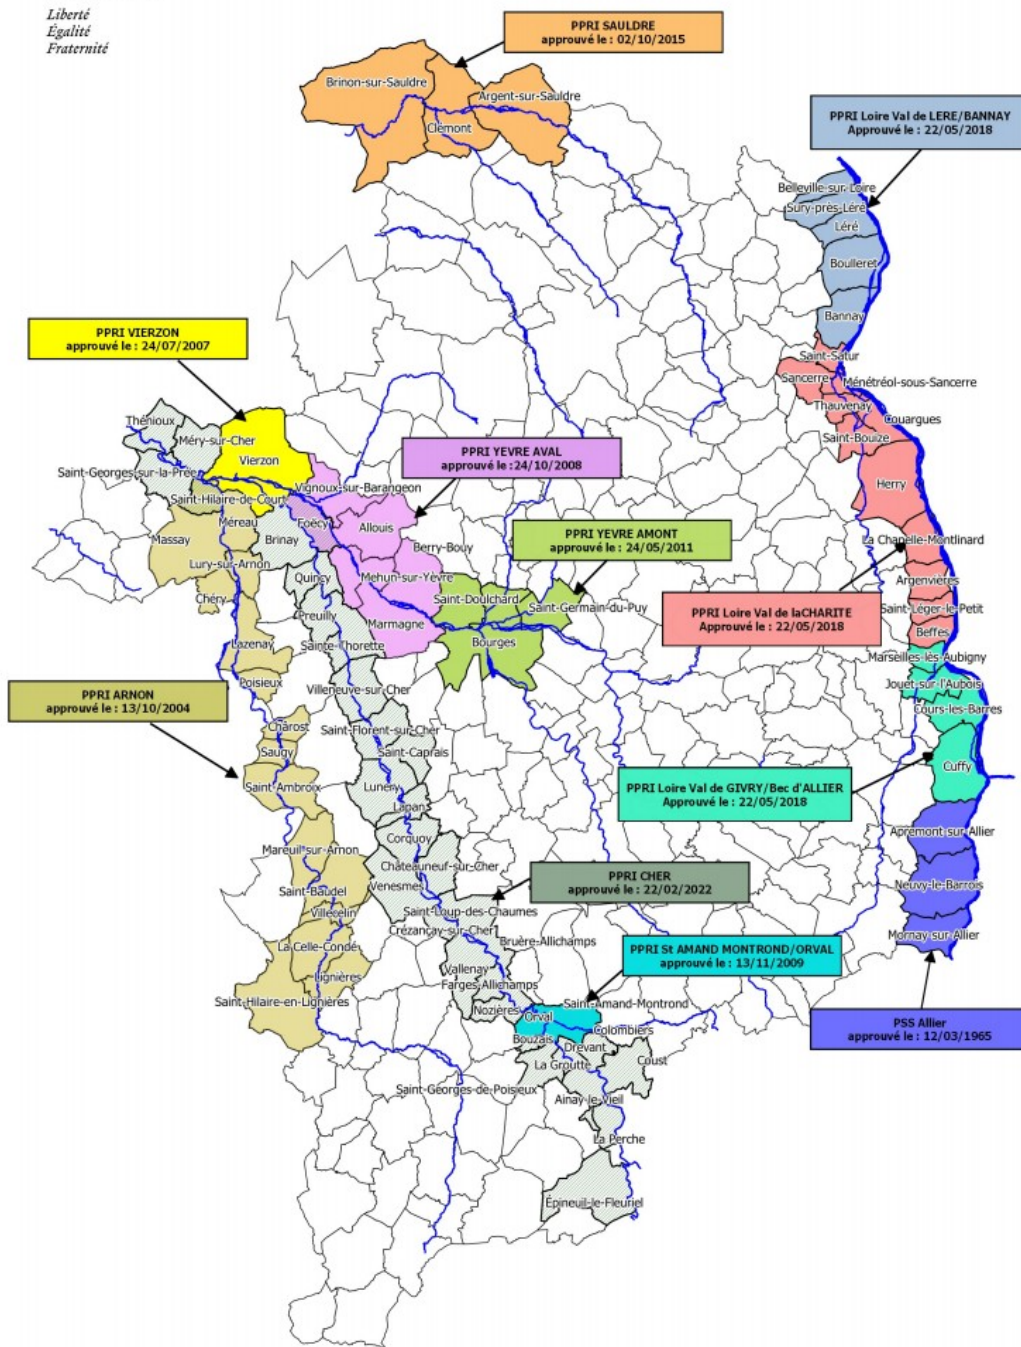 Liberté
Égalité
Fraternité
PPRI SAULDRE
approuvé le : 02/10/2015
Brinon-sur-Sauldre
Argent-sur-Sauldre
Clémont
PPRI Loire Val de LERE/BANNAY
Approuvé le : 22/05/2018
Belleville-sur-Loire
Sury-près-Léré
Léré
Boulleret
Bannay
PPRI VIERZON
approuvé le : 24/07/2007
Saint-Satur
Sancerre
Ménétréol-sous-Sancerre
Thauvenay
Couargues
Saint-Bouize
Thénioux
Méry-sur-Cher
Vierzon
Saint-Georges-sur-la-Prée
PPRI YEVRE AVAL
approuvé le :24/10/2008
Vignoux-sur-Barangeon
Saint-Hilaire-de-Court
Herry
Méreau
Foëcy
Allouis
Massay
Brinay
Berry-Bouy
PPRI YEVRE AMONT
approuvé le : 24/05/2011
La Chapelle-Montlinard
Lury-sur-Arnon
Quincy
Mehun-sur-Yèvre
Argenvières
Chéry
Saint-Doulchard
Saint-Germain-du-Puy
PPRI Loire Val de laCHARITE
Approuvé le : 22/05/2018
Saint-Léger-le-Petit
Preuilly
Marmagne
Beffes
Lazenay
Sainte-Thorette
Bourges
Marseilles-lès-Aubigny
Poisieux
Villeneuve-sur-Cher
Jouet-sur-l'Aubois
PPRI ARNON
approuvé le : 13/10/2004
Cours-les-Barres
Charost
Saint-Florent-sur-Cher
Saugy
Saint-Caprais
Cuffy
Saint-Ambroix
Lunery
PPRI Loire Val de GIVRY/Bec d'ALLIER
Approuvé le : 22/05/2018
Lapan
Corquoy
Apremont sur Allier
Mareuil-sur-Arnon
Châteauneuf-sur-Cher
PPRI CHER
approuvé le : 22/02/2022
Saint-Baudel
Venesmes
Neuvy-le-Barrois
Villecelin
Saint-Loup-des-Chaumes
Crézançay-sur-Cher
Mornay sur Allier
La Celle-Condé
Bruère-Allichamps
PPRI St AMAND MONTROND/ORVAL
approuvé le : 13/11/2009
Lignières
Vallenay
Farges-Allichamps
Saint-Hilaire-en-Lignières
Nozières
Saint-Amand-Montrond
Orval
PSS Allier
approuvé le : 12/03/1965
Colombiers
Bouzais
Drevant
Coust
La Groutte
Saint-Georges-de-Poisieux
Ainay-le-Vieil
La Perche
Épineuil-le-Fleuriel